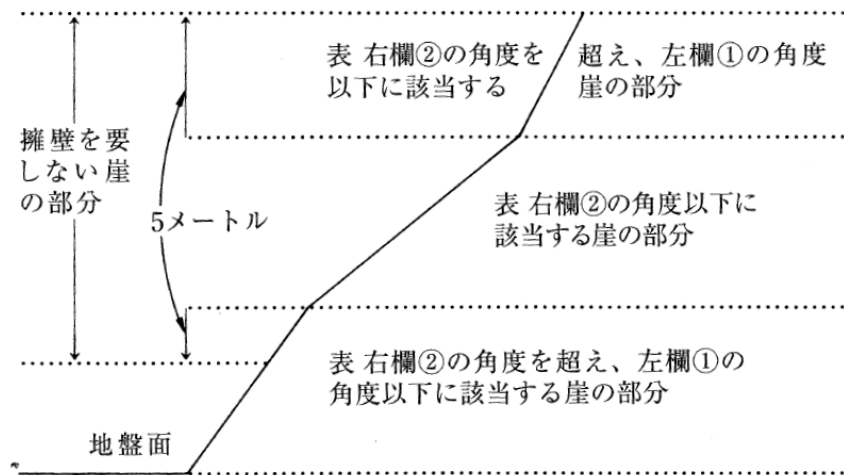 表 右欄②の角度を 超え、左欄①の角度
以下に該当する 崖の部分
擁壁を要
しない崖
の部分
5メートル
表 右欄②の角度以下に
該当する崖の部分
表 右欄②の角度を超え、左欄①の
角度以下に該当する崖の部分
地盤面